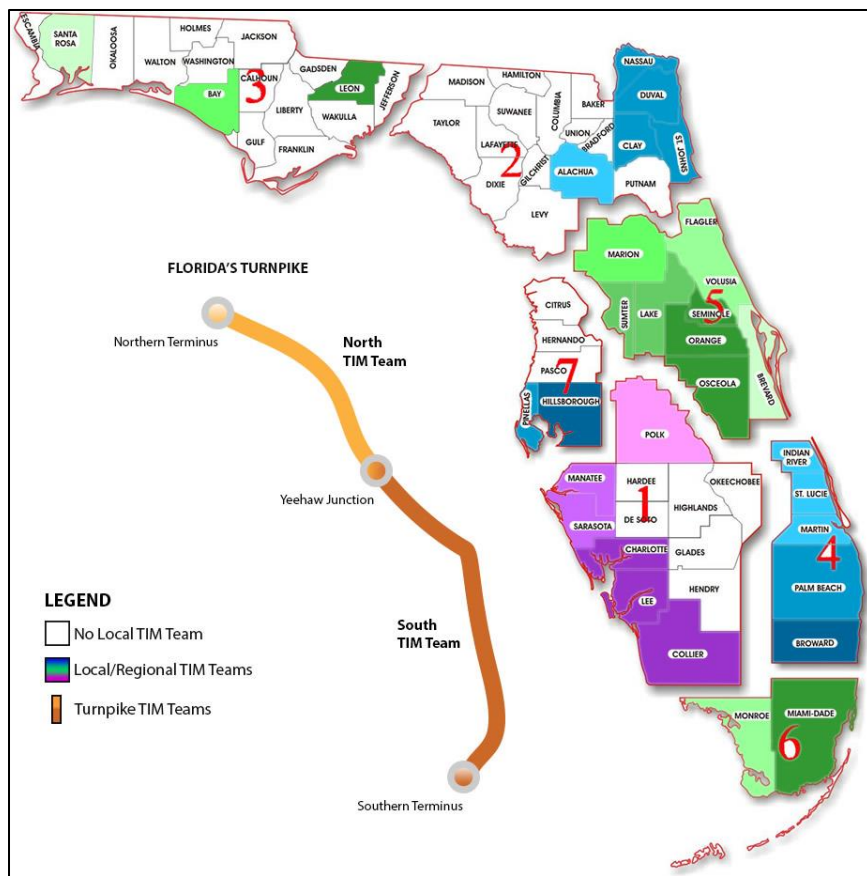 ESCAMBIA
SANTA
ROSA
OKALOOSA
WALTON
HOLMES
WASHINGTON
JACKSON
BAY
CALHOUN
3
GULF
LIBERTY
FRANKLIN
GADSDEN
LEON
WAKULLA
JEFFERSON
MADISON
TAYLOR
HAMILTON
SUWANEE
LAFAYETTE
2
DIXIE
COLUMBIA
GILCHRIST
LEVY
BAKER
UNION
BRADFORD
ALACHUA
NASSAU
DUVAL
CLAY
ST. JOHNS
PUTNAM
FLAGLER
MARION
VOLUSIA
5
SUMTER
LAKE
SEMINOLE
ORANGE
OSCEOLA
BREVARD
CITRUS
HERNANDO
PASCO
7
PINELLAS
HILLSBOROUGH
POLK
MANATEE
HARDEE
OKEECHOBEE
1
HIGHLANDS
SARASOTA
DE SOTO
CHARLOTTE
GLADES
LEE
HENDRY
COLLIER
INDIAN
RIVER
ST. LUCIE
MARTIN
4
PALM BEACH
BROWARD
MONROE
MIAMI-DADE
6
FLORIDA'S TURNPIKE
Northern Terminus
North
TIM Team
Yeehaw Junction
South
TIM Team
Southern Terminus
LEGEND
No Local TIM Team
Local/Regional TIM Teams
Turnpike TIM Teams